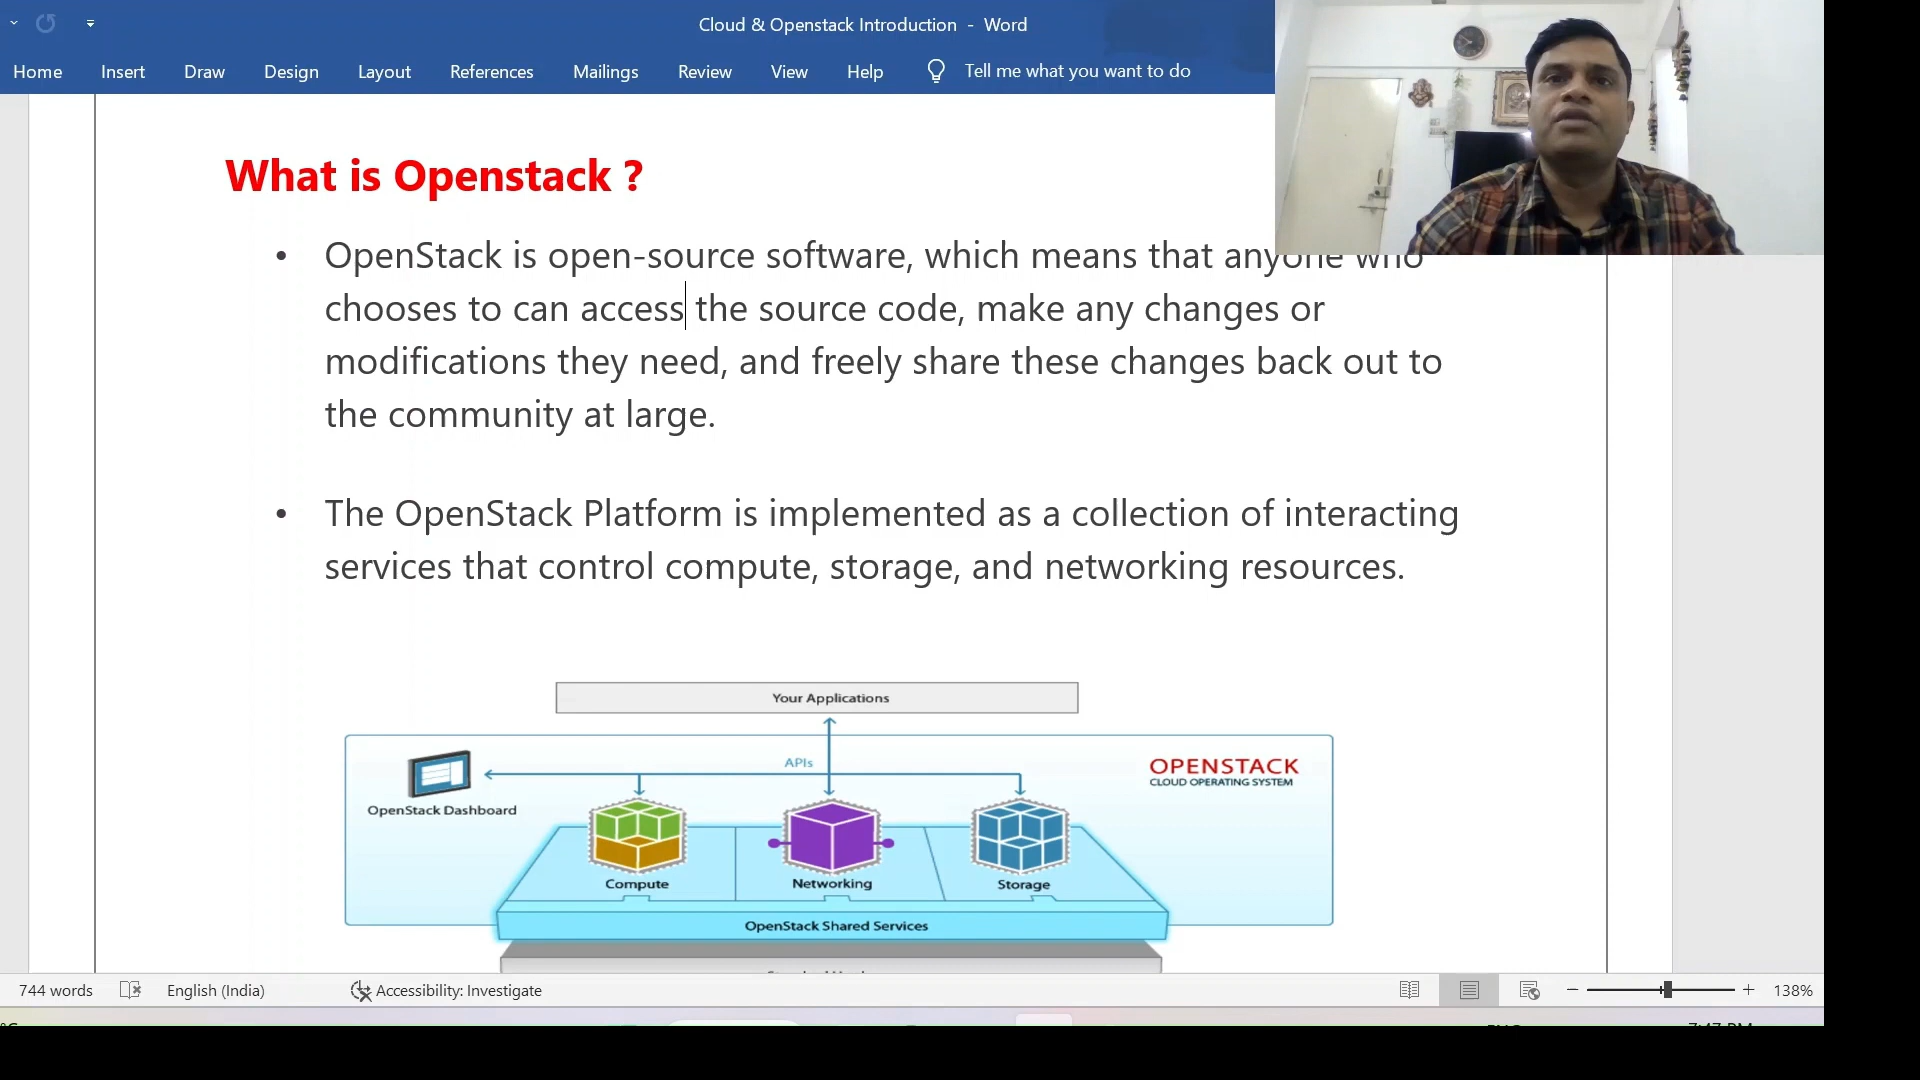 Cloud & Openstack Introduction - Word
Home Insert Draw Design Layout References Mailings Review View Help Tell me what you want to do
What is Openstack ?
• OpenStack is open-source software, which means that anyone who
chooses to can access the source code, make any changes or
modifications they need, and freely share these changes back out to
the community at large.
• The OpenStack Platform is implemented as a collection of interacting
services that control compute, storage, and networking resources.
Your Applications
APIs
OPENSTACK
CLOUD OPERATING SYSTEM
OpenStack Dashboard
Compute Networking Storage
OpenStack Shared Services
744 words English (India) Accessibility: Investigate 138%